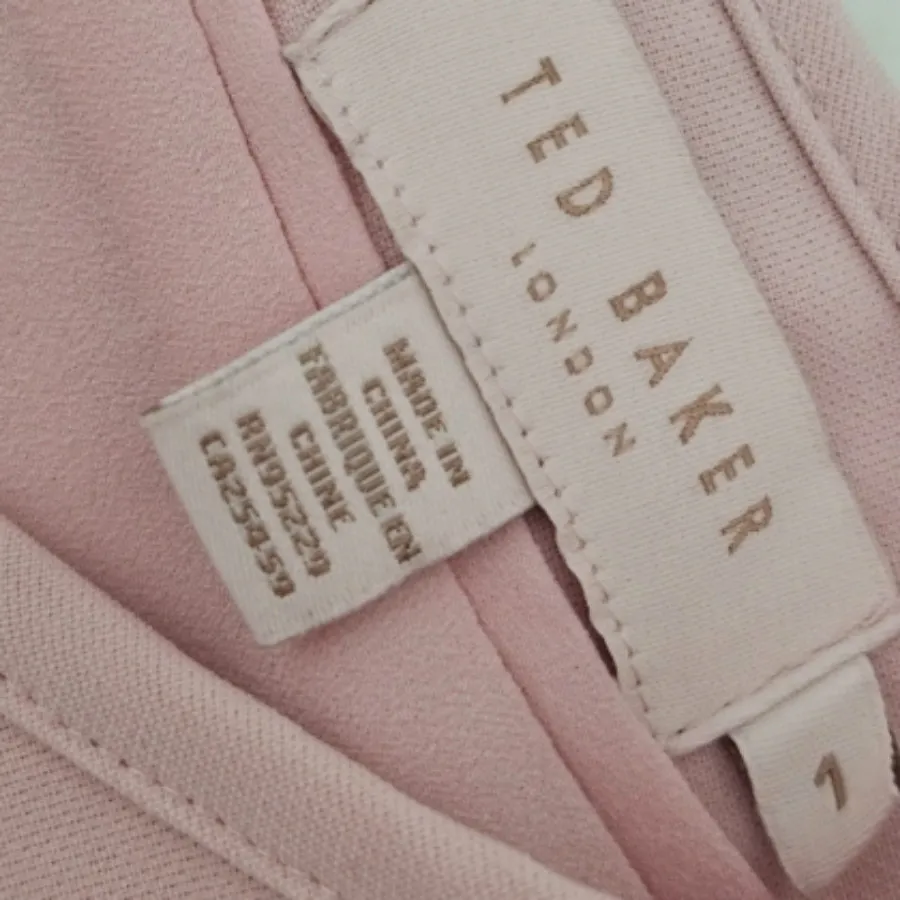 TED BAKER
LONDON
MADE IN
CHINA
FABRIQUE EN
CHINE
RN95229
CA25459
1